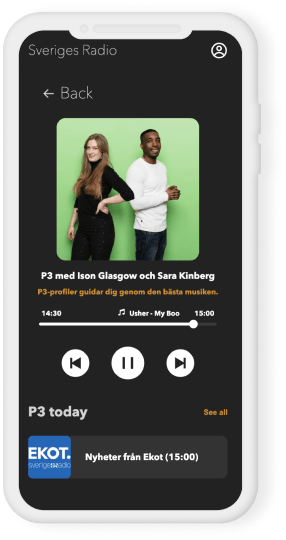 Sveriges Radio
← Back
P3 med Ison Glasgow och Sara Kinberg
P3-profiler guidar dig genom den bästa musiken.
14:30
Usher - My Boo
15:00
P3 today
See all
EKOT.
sverigesradio
Nyheter från Ekot (15:00)